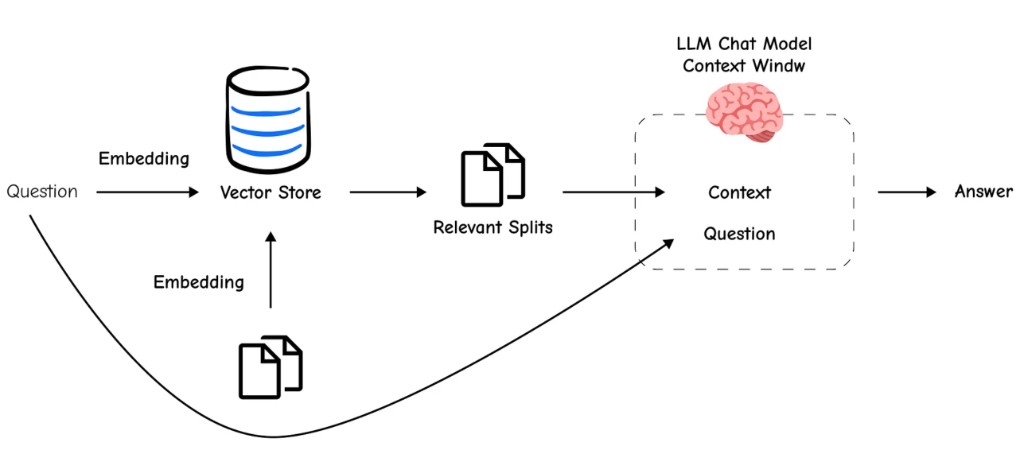 LLM Chat Model
Context Windw
Embedding
Question
Vector Store
Relevant Splits
Context
Question
Answer
Embedding